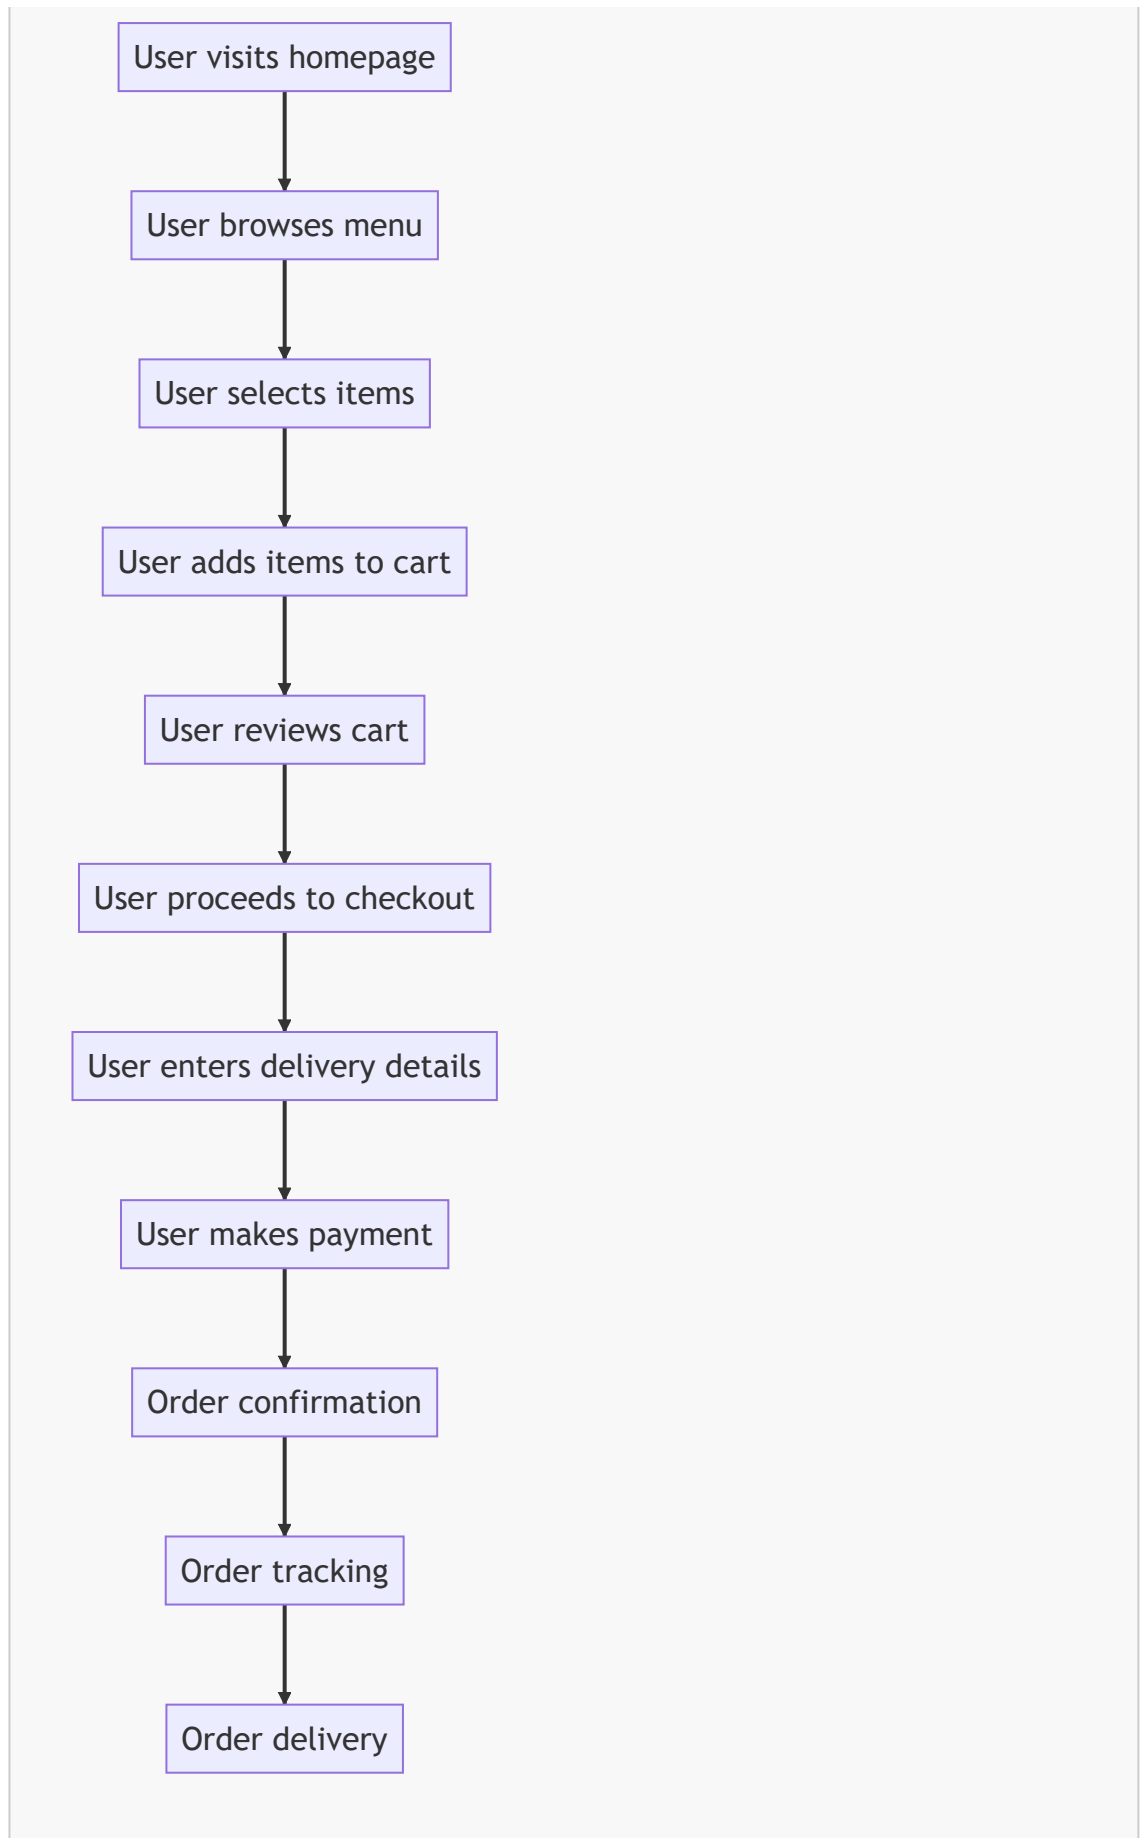 User visits homepage
User browses menu
User selects items
User adds items to cart
User reviews cart
User proceeds to checkout
User enters delivery details
User makes payment
Order confirmation
Order tracking
Order delivery